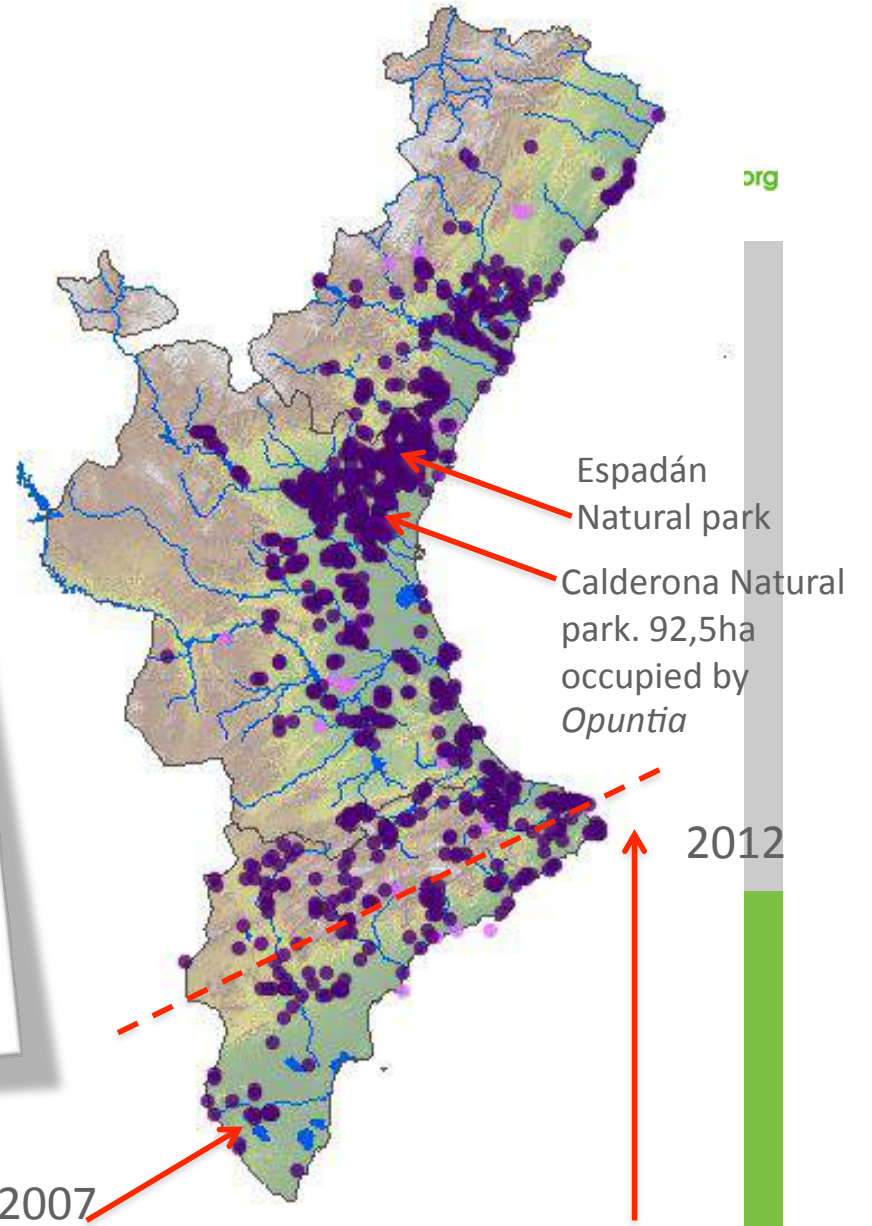 org
Espadán
Natural park
Calderona Natural
park. 92,5ha
occupied by
Opuntia
2012
2007